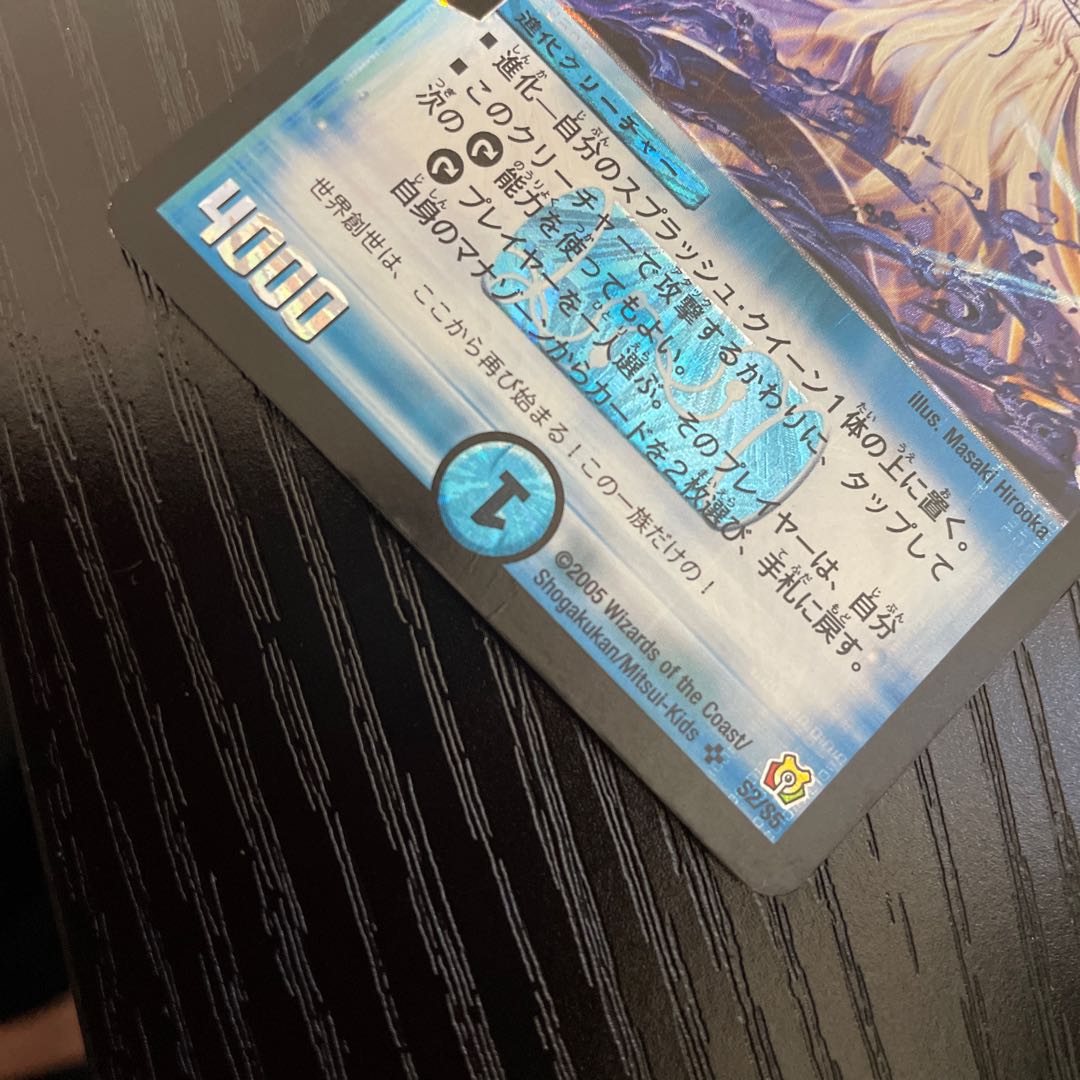 進化クリーチャー
■ 進化－自分のスプラッシュ・クイーン1体の上に置く。
■ このクリーチャーで攻撃するかわりに、タップして
次の 能力を使ってもよい。
プレイヤーを一人選ぶ。そのプレイヤーは、自分
自身のマナゾーンからカードを2枚選び、手札に戻す。
世界創世は、ここから再び始まる！この一族だけの！
4000
1
illus. Masaki Hirooka
©2005 Wizards of the Coast/
Shogakukan/Mitsui-Kids
S2/S5